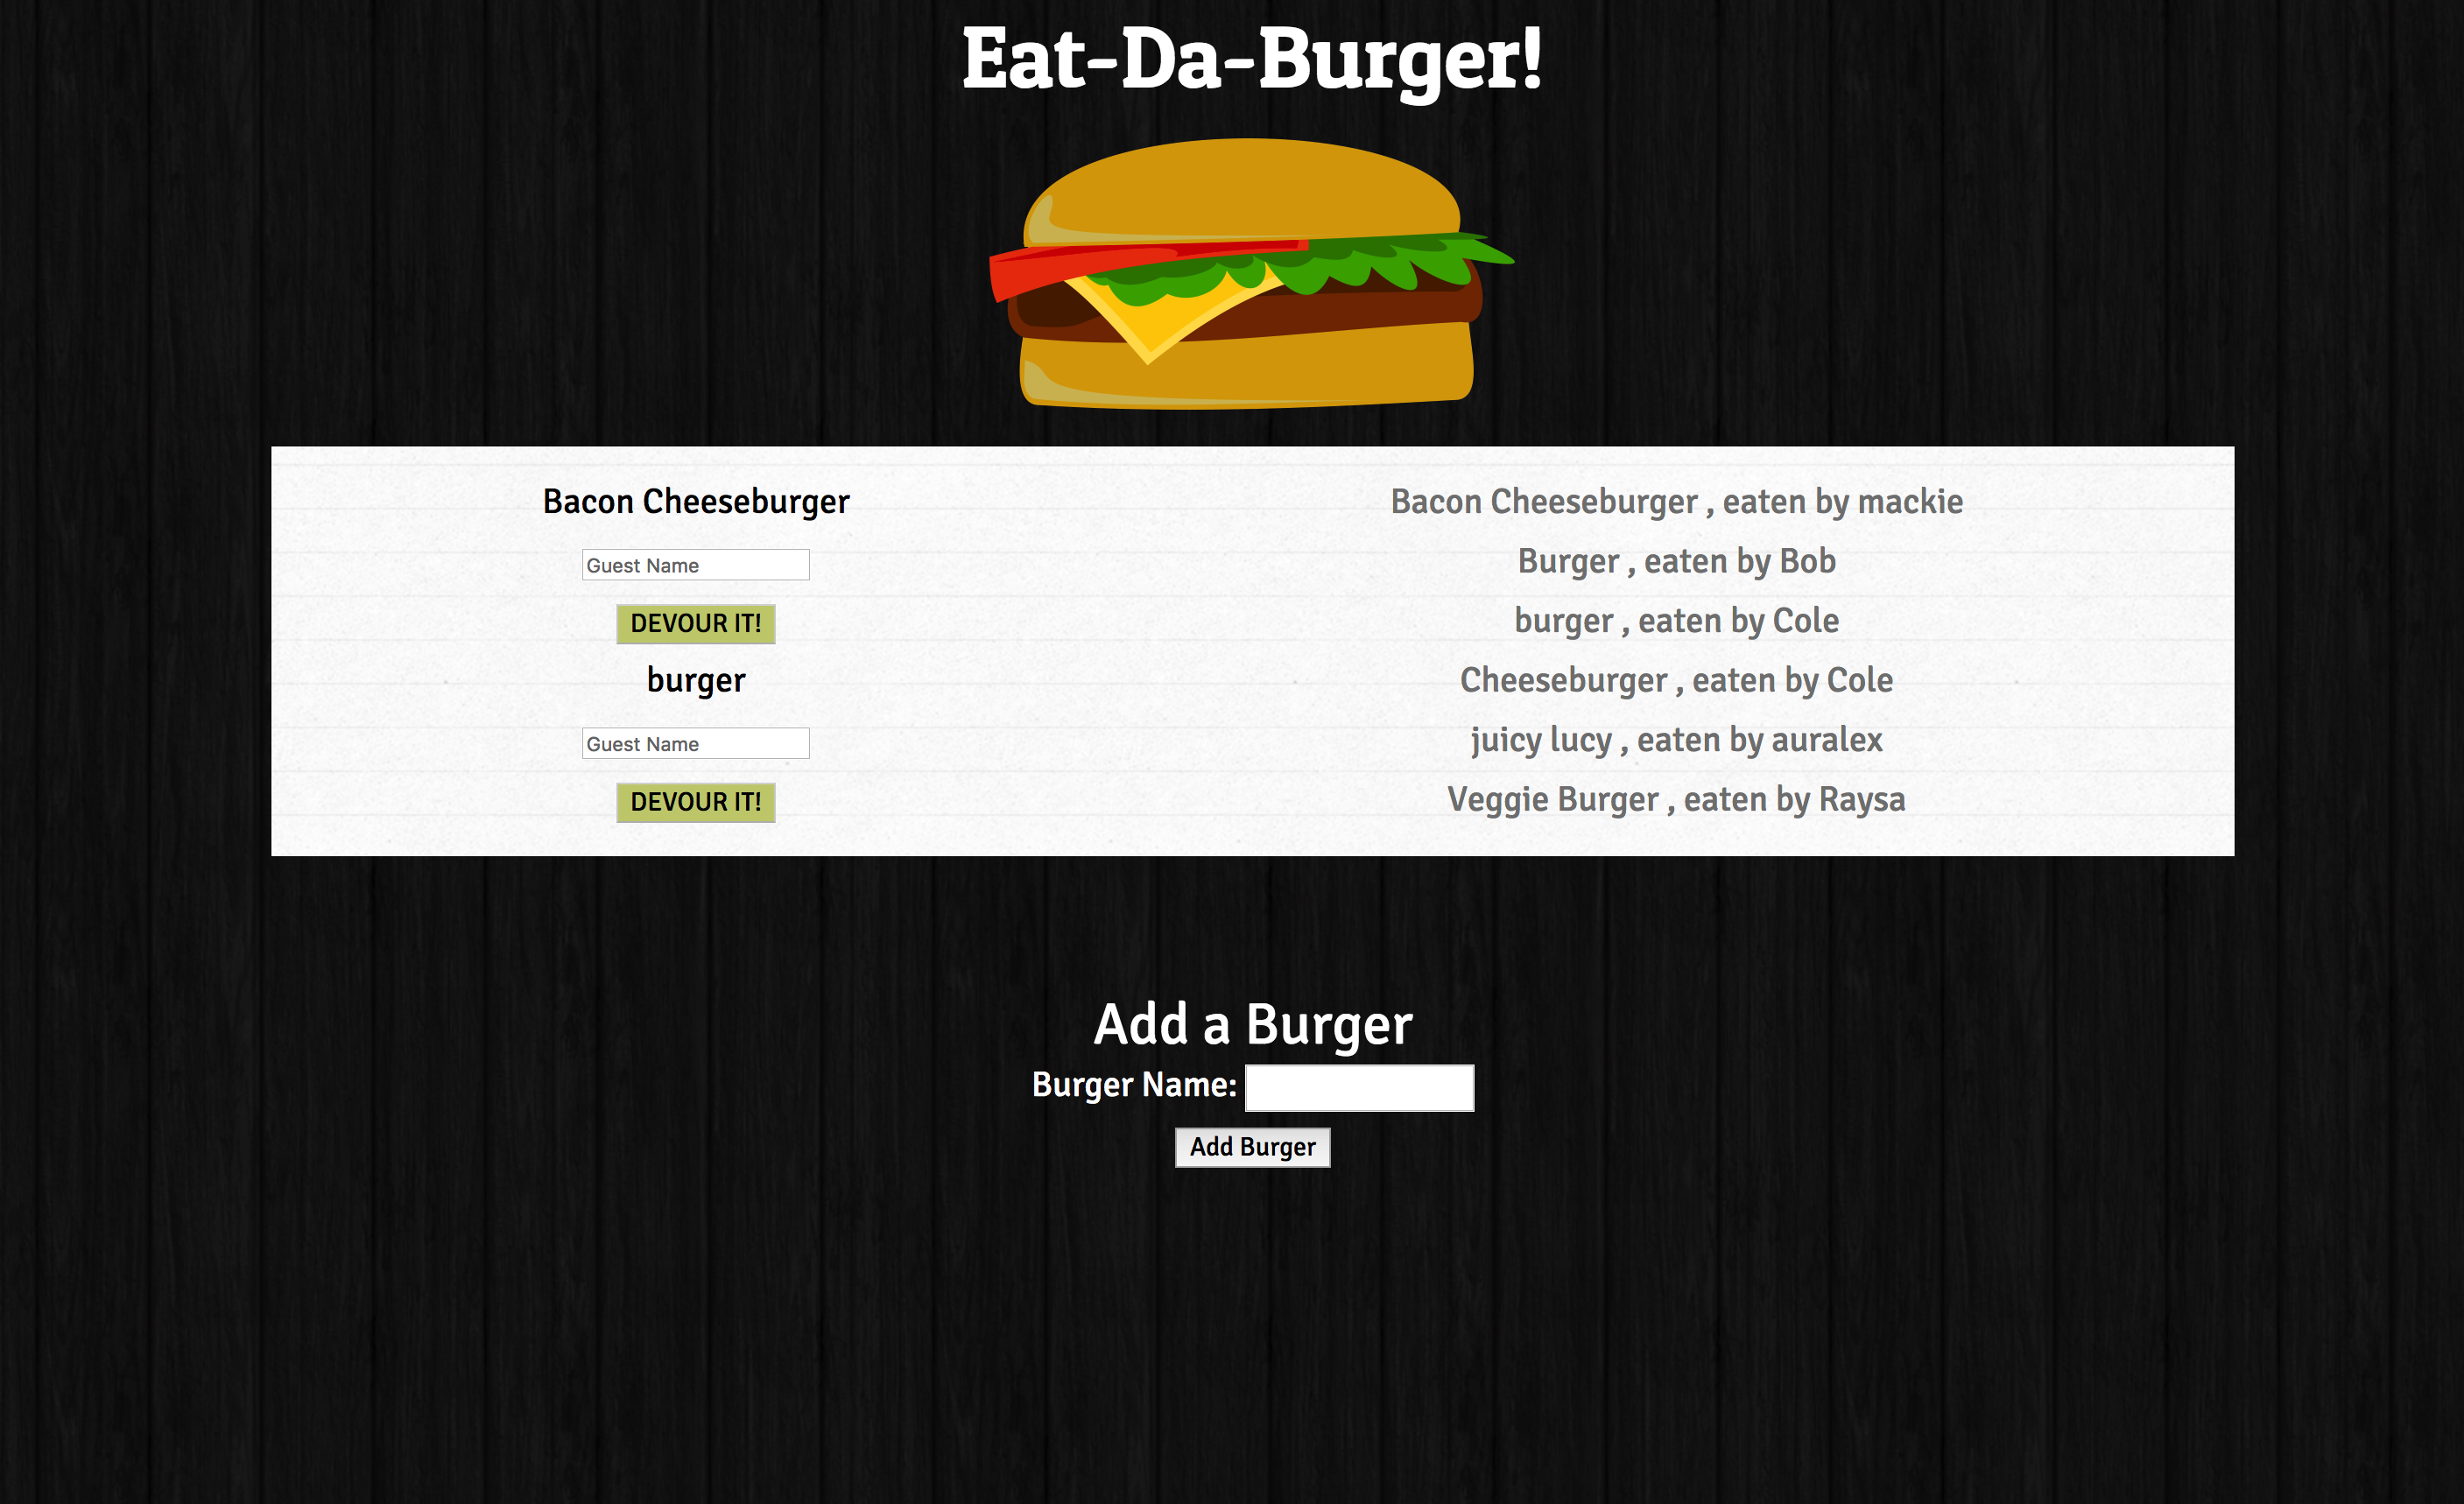 Eat-Da-Burger!
Bacon Cheeseburger
Guest Name
DEVOUR IT!
burger
Guest Name
DEVOUR IT!
Bacon Cheeseburger , eaten by mackie
Burger , eaten by Bob
burger , eaten by Cole
Cheeseburger , eaten by Cole
juicy lucy , eaten by auralex
Veggie Burger , eaten by Raysa
Add a Burger
Burger Name:
Add Burger